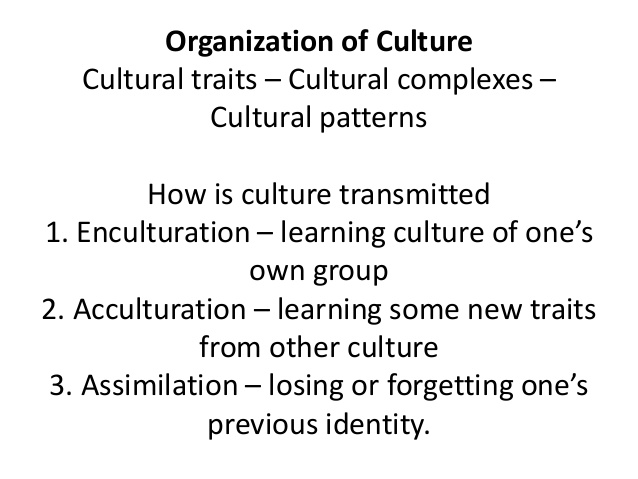 Organization of Culture
Cultural traits – Cultural complexes –
Cultural patterns
How is culture transmitted
1. Enculturation – learning culture of one’s
own group
2. Acculturation – learning some new traits
from other culture
3. Assimilation – losing or forgetting one’s
previous identity.